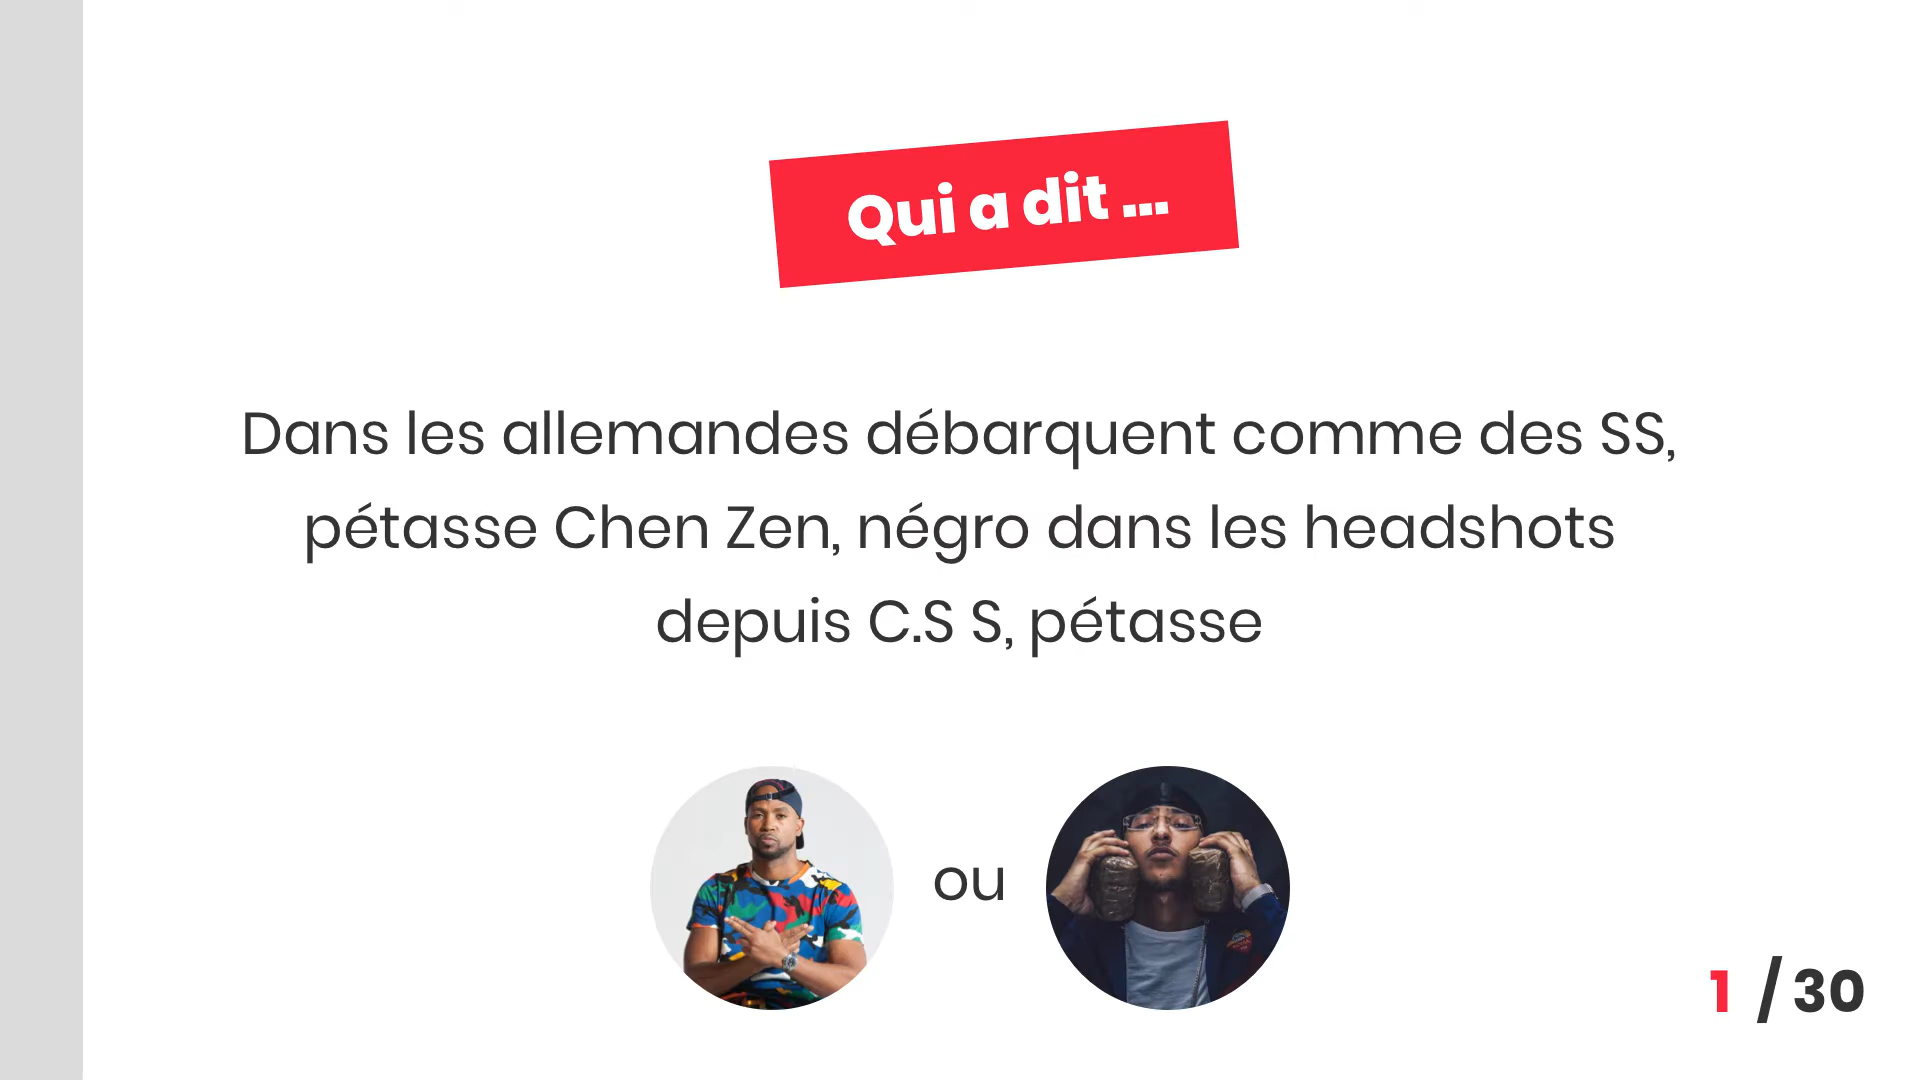 Qui a dit ...
Dans les allemandes débarquent comme des SS,
pétasse Chen Zen, négro dans les headshots
depuis C.S S, pétasse
ou
1 / 30